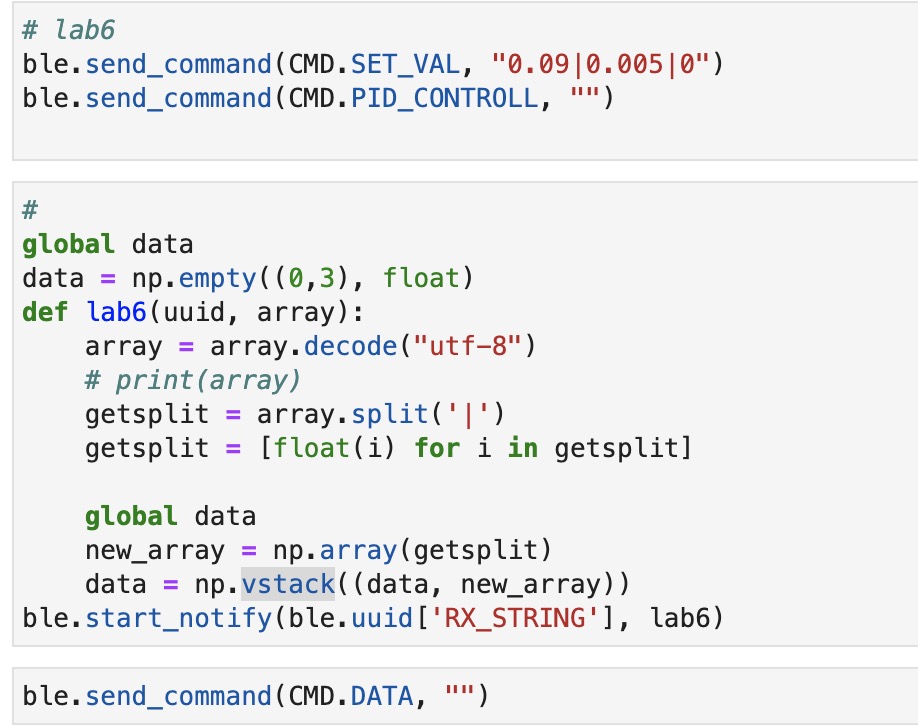 # lab6
ble.send_command(CMD.SET_VAL, "0.09|0.005|0")
ble.send_command(CMD.PID_CONTROLL, "")
#
global data
data = np.empty((0,3), float)
def lab6(uuid, array):
    array = array.decode("utf-8")
    # print(array)
    getsplit = array.split('|')
    getsplit = [float(i) for i in getsplit]
    global data
    new_array = np.array(getsplit)
    data = np.vstack((data, new_array))
ble.start_notify(ble.uuid['RX_STRING'], lab6)
ble.send_command(CMD.DATA, "")